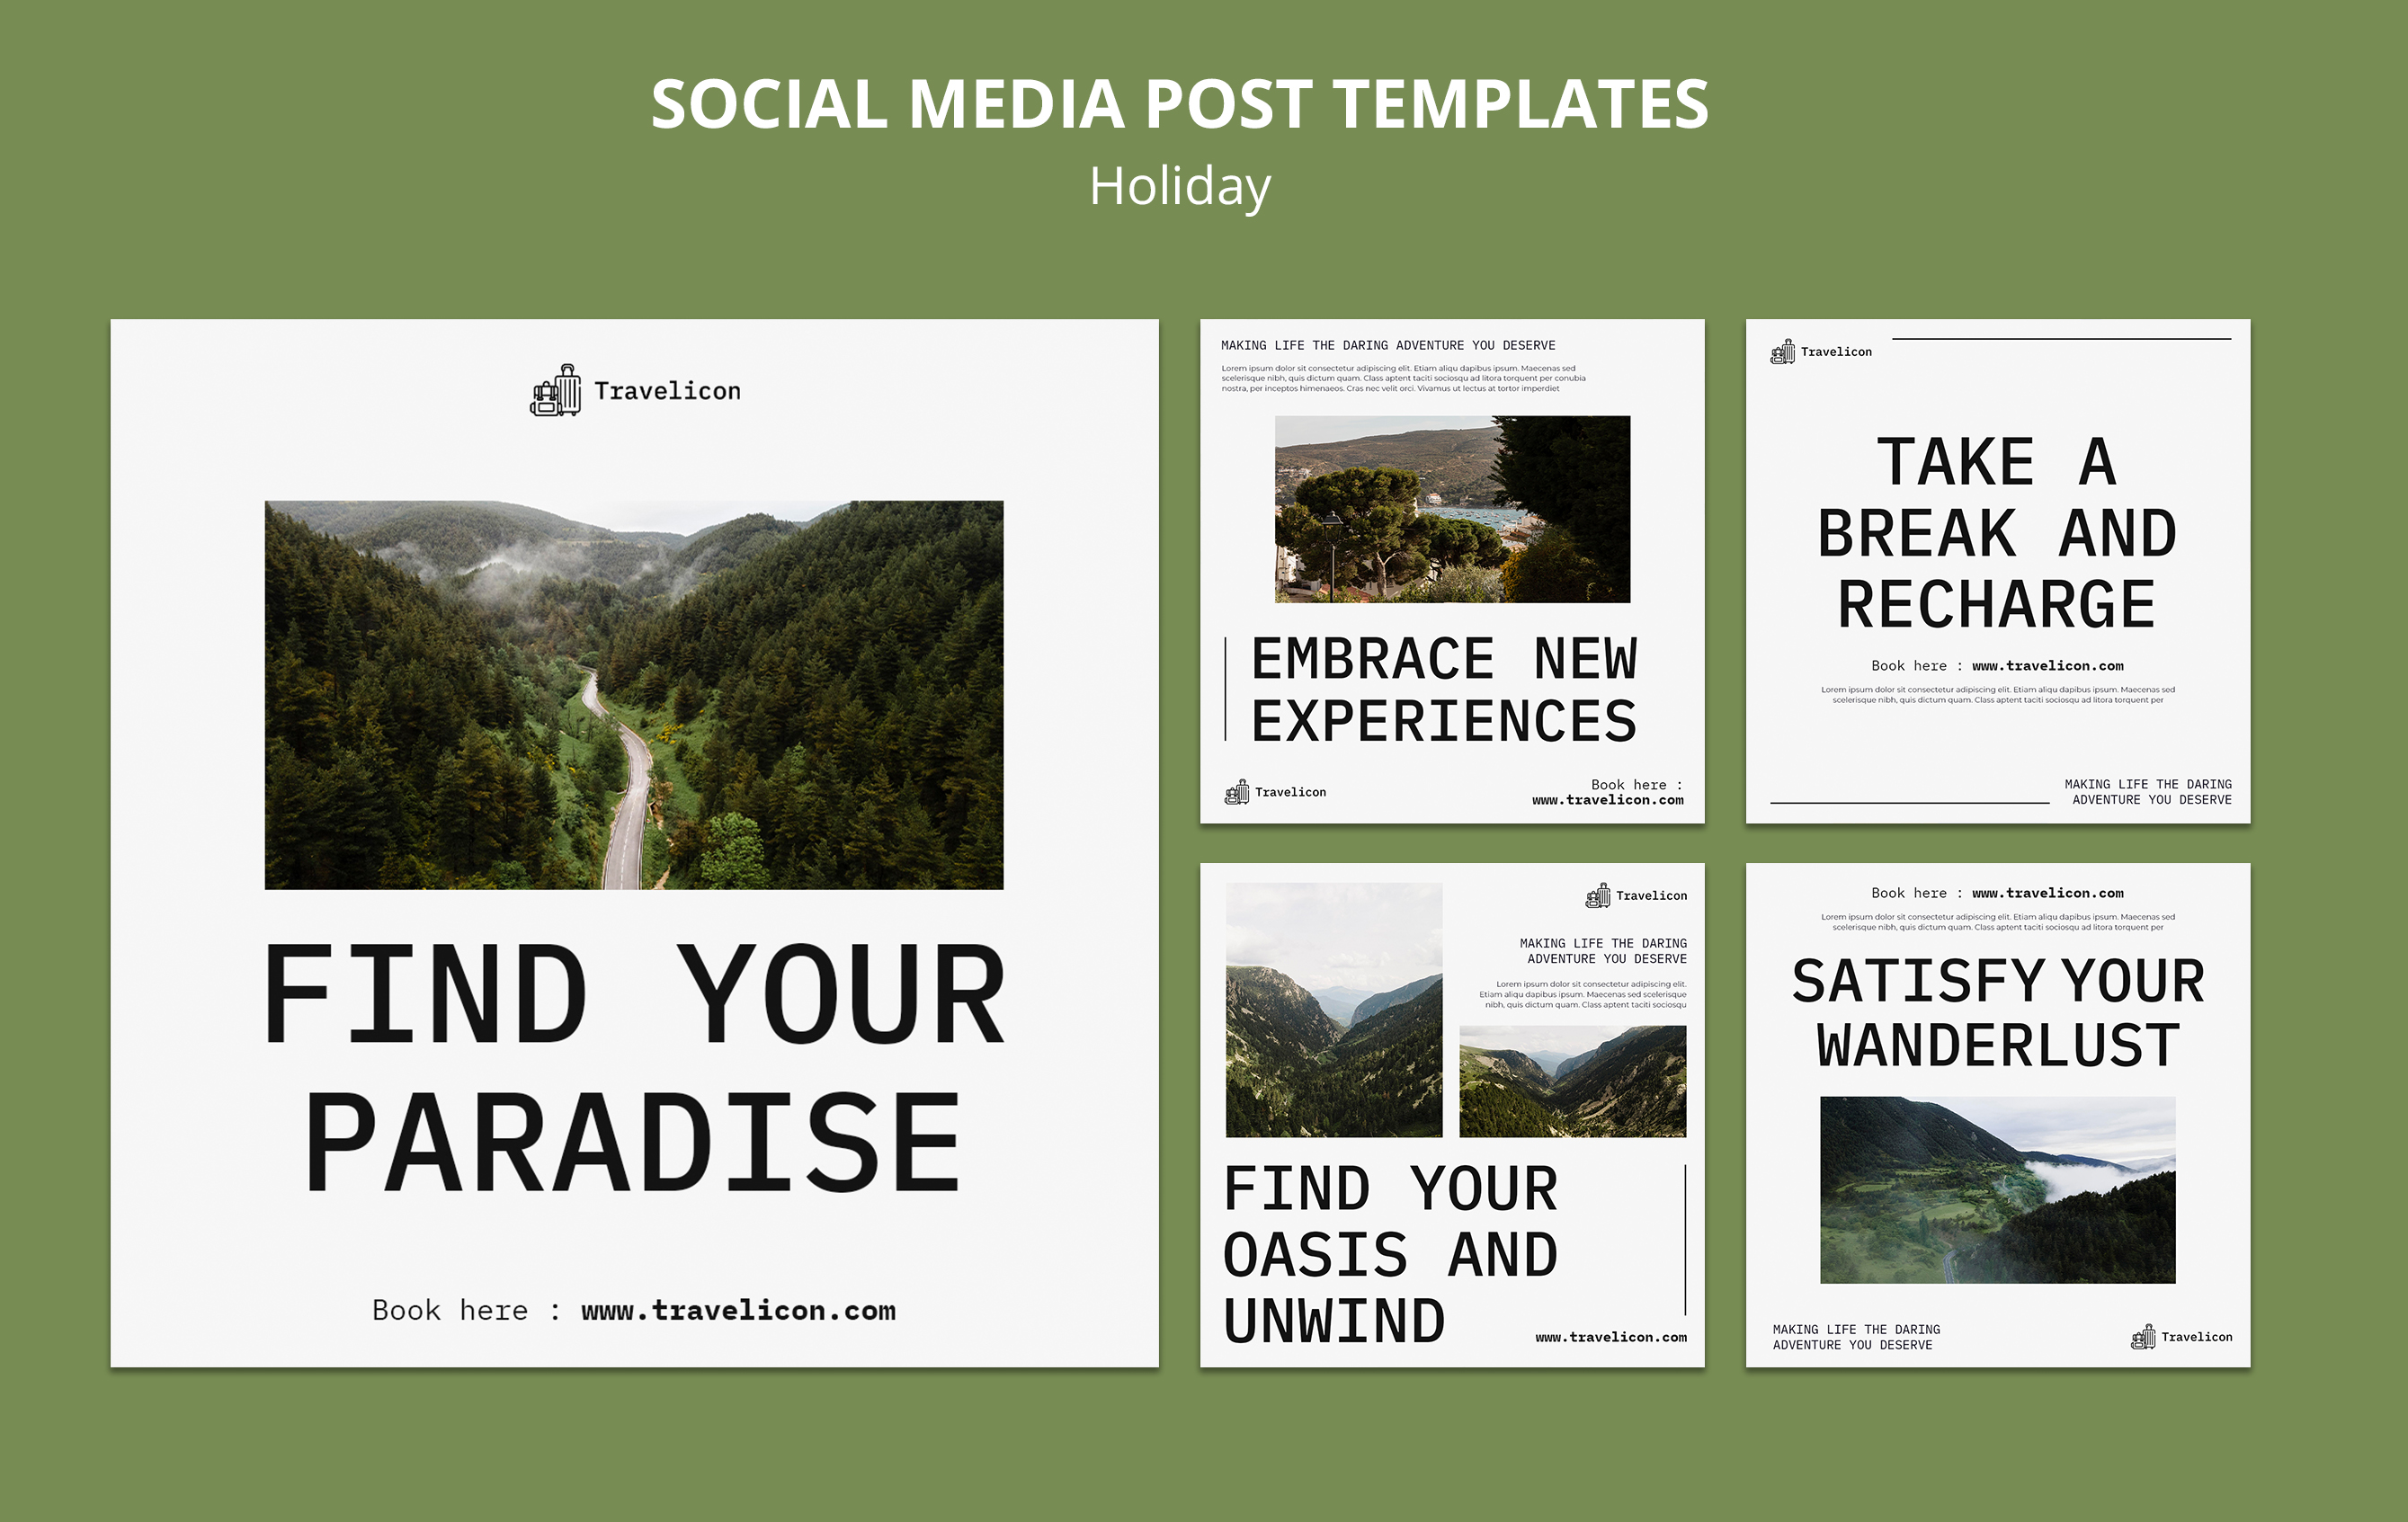 SOCIAL MEDIA POST TEMPLATES
Holiday
Travelicon
FIND YOUR
PARADISE
Book here : www.travelicon.com
MAKING LIFE THE DARING ADVENTURE YOU DESERVE
Lorem ipsum dolor sit consectetur adipiscing elit. Etiam aliqu dapibus ipsum. Maecenas sed
scelerisque nibh, quis dictum quam. Class aptent taciti sociosqu ad litora torquent per conubia
nostra, per inceptos himenaeos. Cras nec velit orci. Vivamus ut lectus at tortor imperdiet
EMBRACE NEW
EXPERIENCES
Travelicon
Book here :
www.travelicon.com
Travelicon
TAKE A
BREAK AND
RECHARGE
Book here : www.travelicon.com
Lorem ipsum dolor sit consectetur adipiscing elit. Etiam aliqu dapibus ipsum. Maecenas sed
scelerisque nibh, quis dictum quam. Class aptent taciti sociosqu ad litora torquent per
MAKING LIFE THE DARING
ADVENTURE YOU DESERVE
Travelicon
MAKING LIFE THE DARING
ADVENTURE YOU DESERVE
Lorem ipsum dolor sit consectetur adipiscing elit.
Etiam aliqu dapibus ipsum. Maecenas sed scelerisque
nibh, quis dictum quam. Class aptent taciti sociosqu
FIND YOUR
OASIS AND
UNWIND
www.travelicon.com
Book here : www.travelicon.com
Lorem ipsum dolor sit consectetur adipiscing elit. Etiam aliqu dapibus ipsum. Maecenas sed
scelerisque nibh, quis dictum quam. Class aptent taciti sociosqu ad litora torquent per
SATISFY YOUR
WANDERLUST
MAKING LIFE THE DARING
ADVENTURE YOU DESERVE
Travelicon